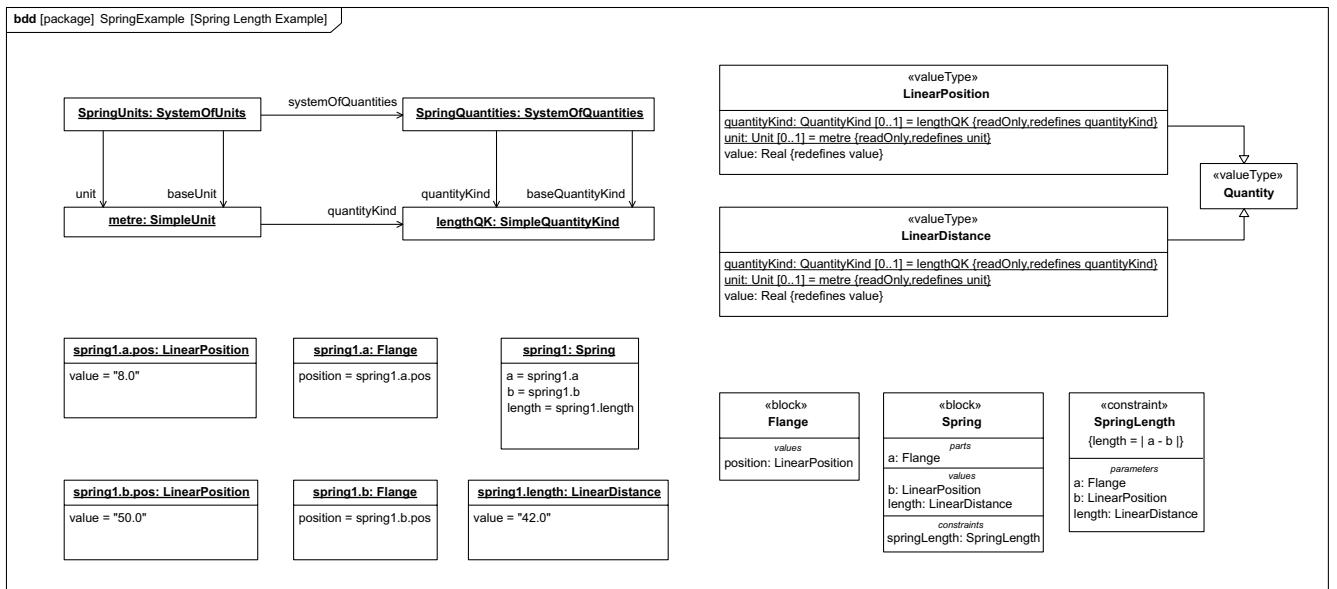 bdd [package] SpringExample [Spring Length Example]
SpringUnits: SystemOfUnits
systemOfQuantities
SpringQuantities: SystemOfQuantities
unit
baseUnit
quantityKind
baseQuantityKind
metre: SimpleUnit
quantityKind
lengthQK: SimpleQuantityKind
«valueType»
LinearPosition
quantityKind: QuantityKind [0..1] = lengthQK {readOnly,redefines quantityKind}
unit: Unit [0..1] = metre {readOnly,redefines unit}
value: Real {redefines value}
«valueType»
Quantity
«valueType»
LinearDistance
quantityKind: QuantityKind [0..1] = lengthQK {readOnly,redefines quantityKind}
unit: Unit [0..1] = metre {readOnly,redefines unit}
value: Real {redefines value}
spring1.a.pos: LinearPosition
value = "8.0"
spring1.a: Flange
position = spring1.a.pos
spring1: Spring
a = spring1.a
b = spring1.b
length = spring1.length
spring1.b.pos: LinearPosition
value = "50.0"
spring1.b: Flange
position = spring1.b.pos
spring1.length: LinearDistance
value = "42.0"
«block»
Flange
values
position: LinearPosition
«block»
Spring
parts
a: Flange
values
b: LinearPosition
length: LinearDistance
constraints
springLength: SpringLength
«constraint»
SpringLength
{length = | a - b |}
parameters
a: Flange
b: LinearPosition
length: LinearDistance